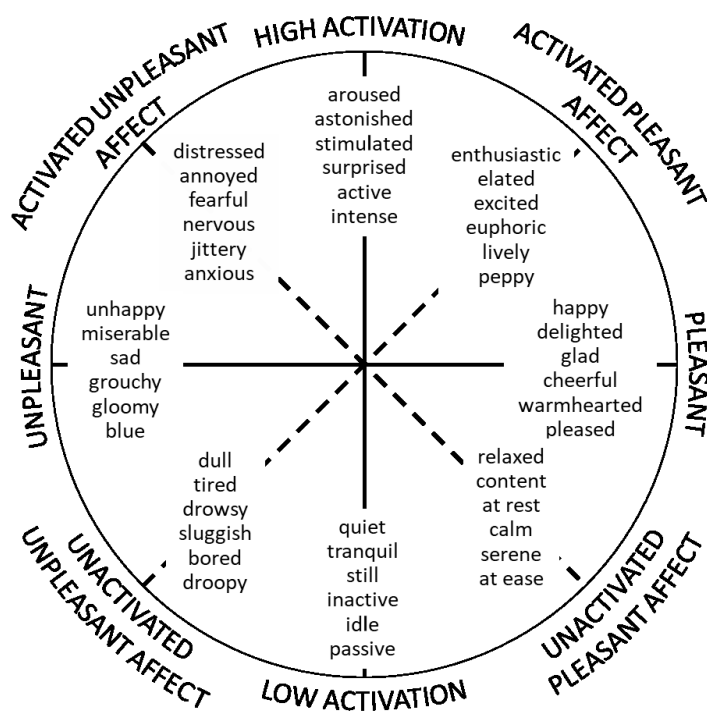 HIGH ACTIVATION
ACTIVATED UNPLEASANT
AFFECT
ACTIVATED PLEASANT
AFFECT
aroused
astonished
stimulated
surprised
active
intense
distressed
annoyed
fearful
nervous
jittery
anxious
enthusiastic
elated
excited
euphoric
lively
peppy
UNPLEASANT
unhappy
miserable
sad
grouchy
gloomy
blue
happy
delighted
glad
cheerful
warmhearted
pleased
PLEASANT
dull
tired
drowsy
sluggish
bored
droopy
relaxed
content
at rest
calm
serene
at ease
quiet
tranquil
still
inactive
idle
passive
UNACTIVATED
UNPLEASANT AFFECT
UNACTIVATED
PLEASANT AFFECT
LOW ACTIVATION